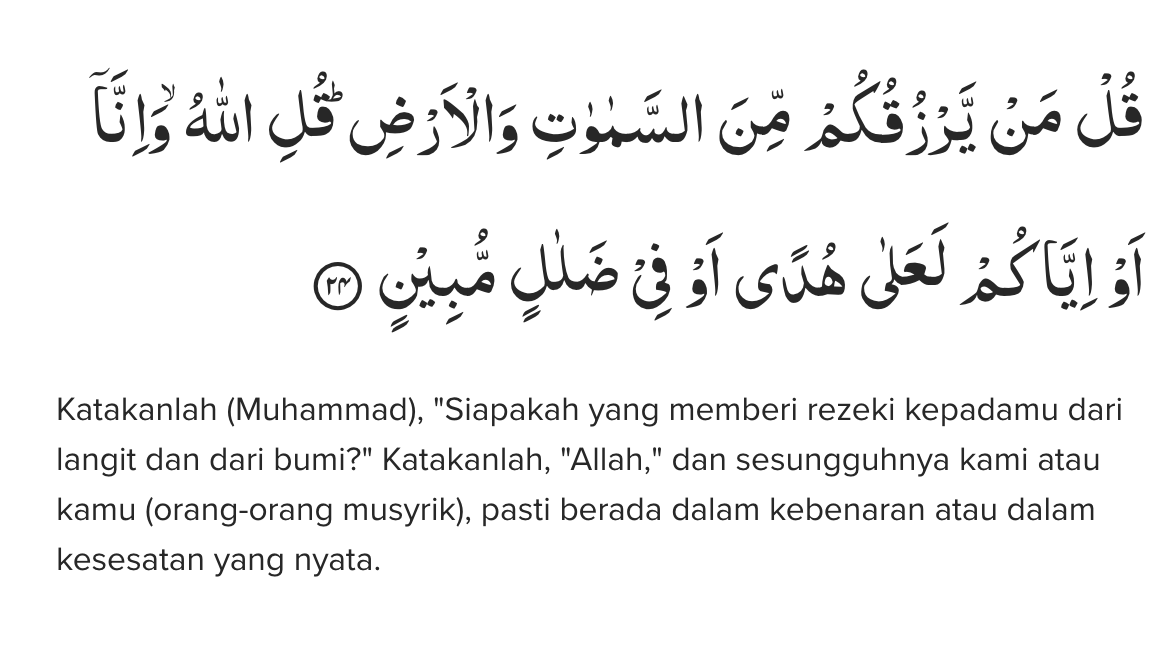 قُلْ مَنْ يَّرْزُقُكُمْ مِّنَ السَّمٰوٰتِ وَالْاَرْضِۗ قُلِ اللّٰهُ ۙوَاِنَّآ
اَوْ اِيَّاكُمْ لَعَلٰى هُدًى اَوْ فِيْ ضَلٰلٍ مُّبِيْنٍ ٢٤
Katakanlah (Muhammad), "Siapakah yang memberi rezeki kepadamu dari
langit dan dari bumi?" Katakanlah, "Allah," dan sesungguhnya kami atau
kamu (orang-orang musyrik), pasti berada dalam kebenaran atau dalam
kesesatan yang nyata.